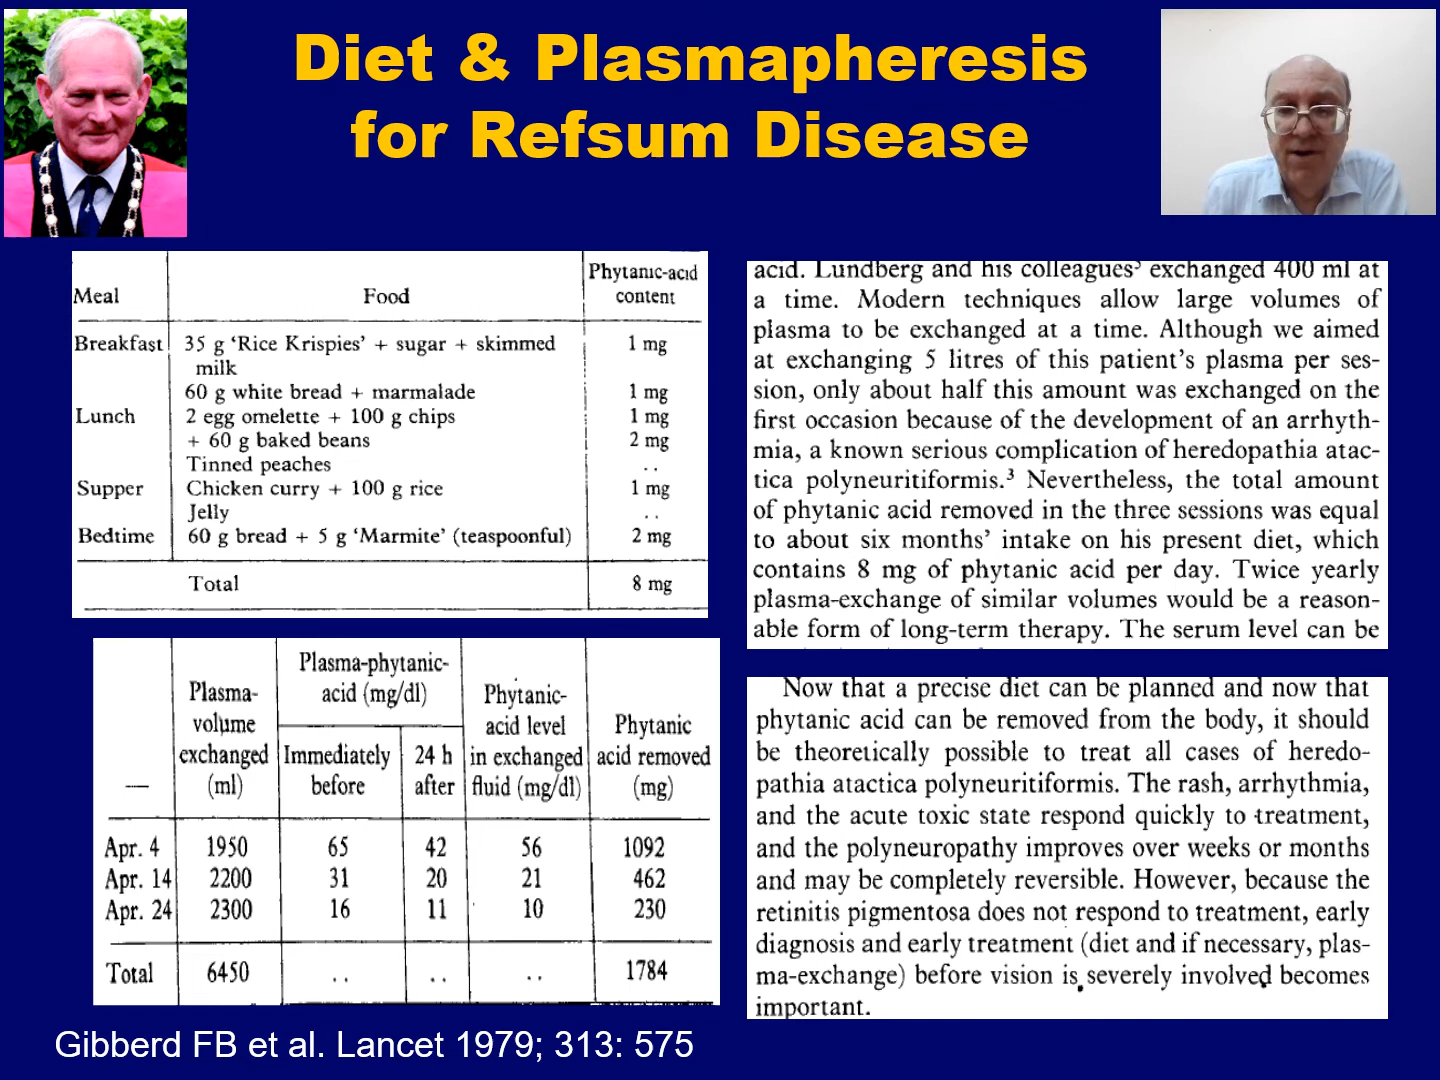 Diet & Plasmapheresis
for Refsum Disease
Meal Food Phytanic-acid content
Breakfast 35 g ‘Rice Krispies’ + sugar + skimmed milk 1 mg
60 g white bread + marmalade 1 mg
Lunch 2 egg omelette + 100 g chips 1 mg
+ 60 g baked beans 2 mg
Tinned peaches . .
Supper Chicken curry + 100 g rice 1 mg
Jelly . .
Bedtime 60 g bread + 5 g ‘Marmite’ (teaspoonful) 2 mg
Total 8 mg
— Plasma-volume exchanged (ml) Plasma-phytanic-acid (mg/dl) Immediately before 24 h after Phytanic-acid level in exchanged fluid (mg/dl) Phytanic acid removed (mg)
Apr. 4 1950 65 42 56 1092
Apr. 14 2200 31 20 21 462
Apr. 24 2300 16 11 10 230
Total 6450 . . . . . . 1784
acid. Lundberg and his colleagues⁵ exchanged 400 ml at
a time. Modern techniques allow large volumes of
plasma to be exchanged at a time. Although we aimed
at exchanging 5 litres of this patient’s plasma per ses-
sion, only about half this amount was exchanged on the
first occasion because of the development of an arrhyth-
mia, a known serious complication of heredopathia atac-
tica polyneuritiformis.³ Nevertheless, the total amount
of phytanic acid removed in the three sessions was equal
to about six months’ intake on his present diet, which
contains 8 mg of phytanic acid per day. Twice yearly
plasma-exchange of similar volumes would be a reason-
able form of long-term therapy. The serum level can be
Now that a precise diet can be planned and now that
phytanic acid can be removed from the body, it should
be theoretically possible to treat all cases of heredo-
pathia atactica polyneuritiformis. The rash, arrhythmia,
and the acute toxic state respond quickly to treatment,
and the polyneuropathy improves over weeks or months
and may be completely reversible. However, because the
retinitis pigmentosa does not respond to treatment, early
diagnosis and early treatment (diet and if necessary, plas-
ma-exchange) before vision is severely involved becomes
important.
Gibberd FB et al. Lancet 1979; 313: 575